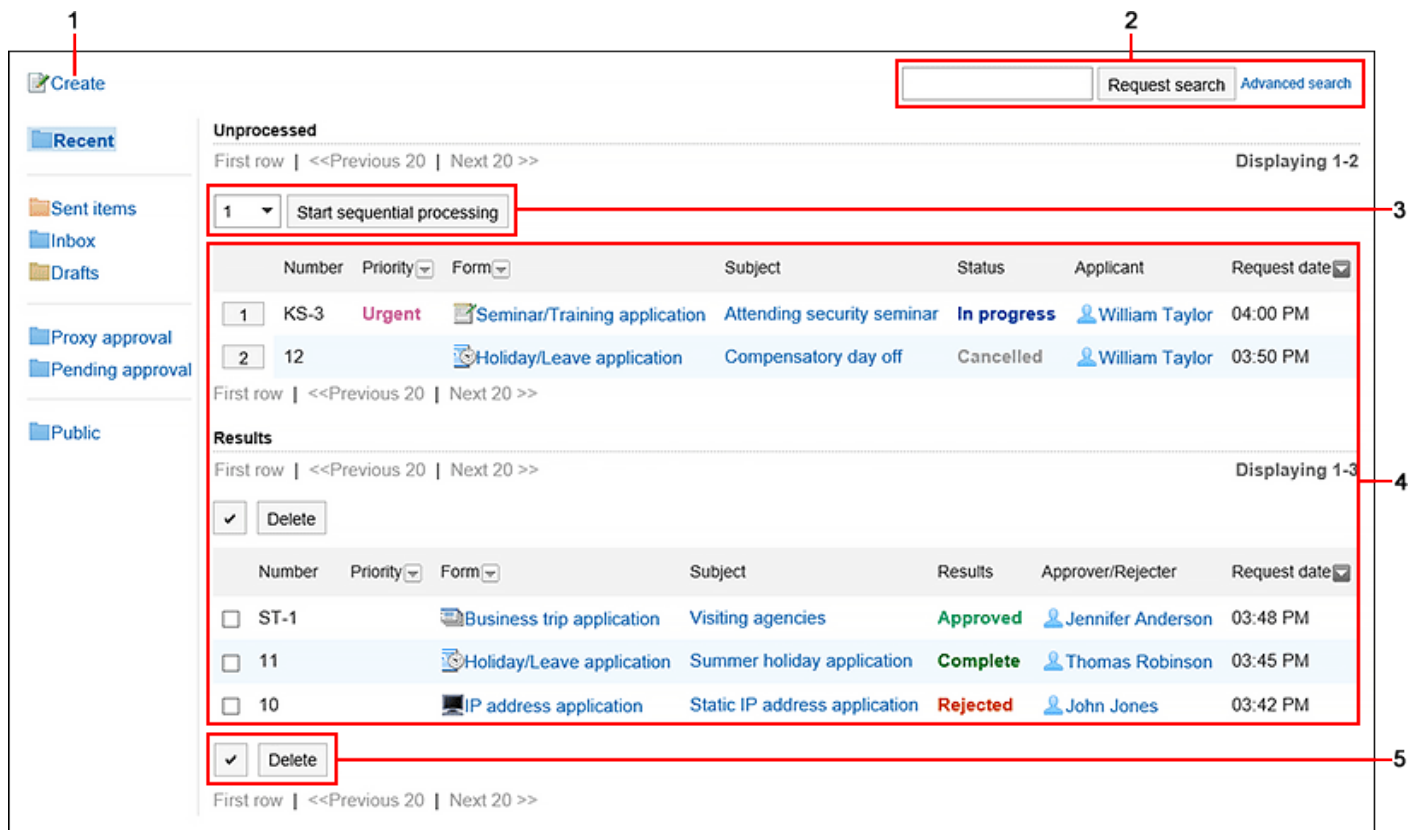 1
2
Create
Request search Advanced search
Recent
Sent items
Inbox
Drafts
Proxy approval
Pending approval
Public
Unprocessed
First row | <<Previous 20 | Next 20 >> Displaying 1-2
1 Start sequential processing
3
Number Priority Form Subject Status Applicant Request date
1 KS-3 Urgent Seminar/Training application Attending security seminar In progress William Taylor 04:00 PM
2 12 Holiday/Leave application Compensatory day off Cancelled William Taylor 03:50 PM
First row | <<Previous 20 | Next 20 >>
Results
First row | <<Previous 20 | Next 20 >> Displaying 1-3
4
Delete
Number Priority Form Subject Results Approver/Rejecter Request date
ST-1 Business trip application Visiting agencies Approved Jennifer Anderson 03:48 PM
11 Holiday/Leave application Summer holiday application Complete Thomas Robinson 03:45 PM
10 IP address application Static IP address application Rejected John Jones 03:42 PM
Delete
5
First row | <<Previous 20 | Next 20 >>